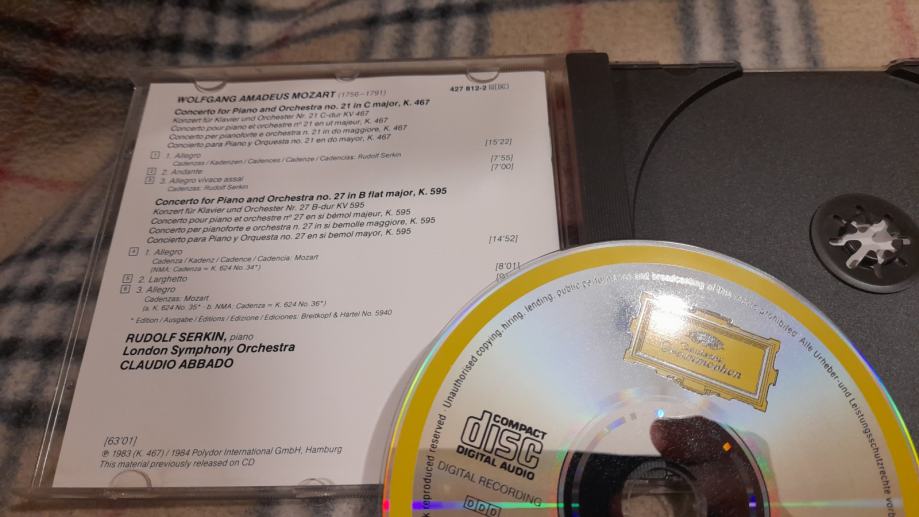 WOLFGANG AMADEUS MOZART (1756–1791) 427 812-2
Concerto for Piano and Orchestra no. 21 in C major, K. 467
Konzert für Klavier und Orchester Nr. 21 C-dur KV 467
Concerto pour piano et orchestre nº 21 en ut majeur, K. 467
Concerto per pianoforte e orchestra n. 21 in do maggiore, K. 467
Concierto para Piano y Orquesta no. 21 en do mayor, K. 467
1 1. Allegro [15'22]
Cadenzas / Kadenzen / Cadences / Cadenze / Cadencias: Rudolf Serkin
2 2. Andante [7'55]
3 3. Allegro vivace assai [7'00]
Cadenzas: Rudolf Serkin
Concerto for Piano and Orchestra no. 27 in B flat major, K. 595
Konzert für Klavier und Orchester Nr. 27 B-dur KV 595
Concerto pour piano et orchestre nº 27 en si bémol majeur, K. 595
Concerto per pianoforte e orchestra n. 27 in si bemolle maggiore, K. 595
Concierto para Piano y Orquesta no. 27 en si bemol mayor, K. 595
4 1. Allegro [14'52]
Cadenza / Kadenz / Cadence / Cadenza / Cadencia: Mozart
(NMA: Cadenza = K. 624 No. 34*)
5 2. Larghetto [8'01]
6 3. Allegro
Cadenzas: Mozart
(a. K. 624 No. 35* · b. NMA: Cadenza = K. 624 No. 36*)
* Edition / Ausgabe / Éditions / Edizione / Ediciones: Breitkopf & Härtel No. 5940
RUDOLF SERKIN, piano
London Symphony Orchestra
CLAUDIO ABBADO
[63'01]
℗ 1983 (K. 467) / 1984 Polydor International GmbH, Hamburg
This material previously released on CD
reproduced reserved · Unauthorised copying, hiring, lending, public performance and broadcasting of this prohibited. Alle Urheber- und Leistungsschutzrechte
Deutsche
Grammophon
COMPACT
disc
DIGITAL AUDIO
DIGITAL RECORDING
DDD